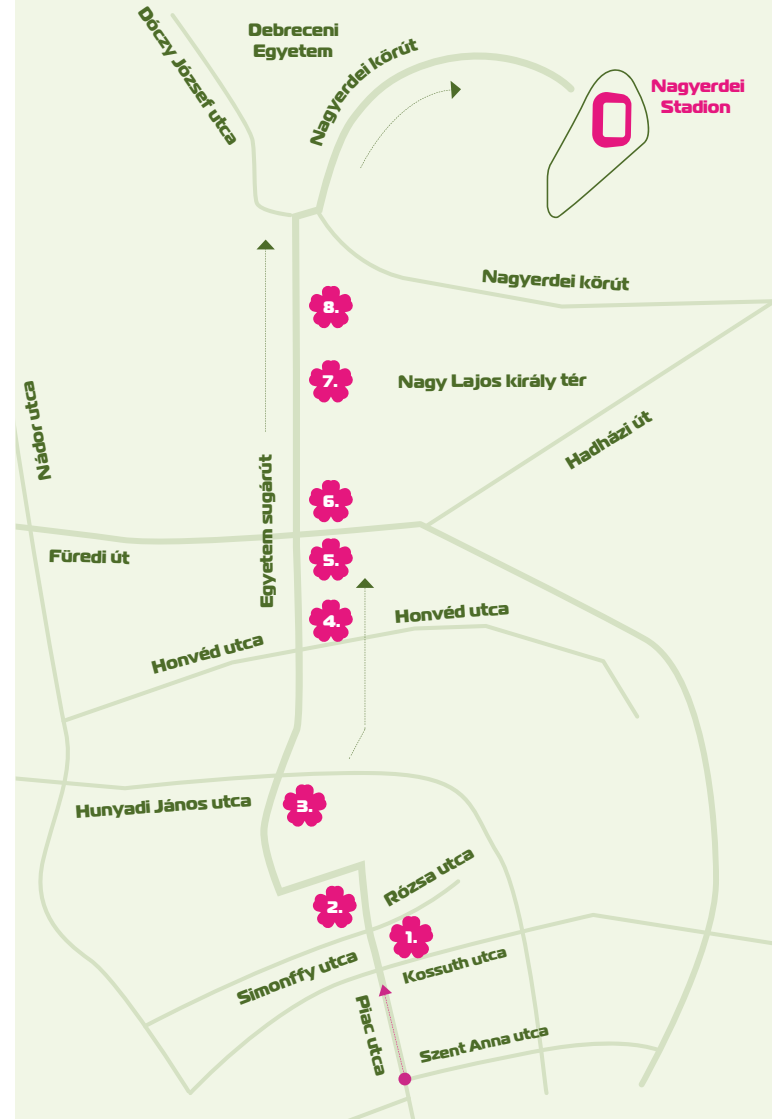 Dóczy József utca
Debreceni
Egyetem
Nagyerdei körút
Nagyerdei
Stadion
Nagyerdei körút
8.
7.
Nagy Lajos király tér
Nádor utca
Hadházi út
Egyetem sugárút
6.
Füredi út
5.
4.
Honvéd utca
Honvéd utca
Hunyadi János utca
3.
Rózsa utca
2.
1.
Simonffy utca
Kossuth utca
Piac utca
Szent Anna utca